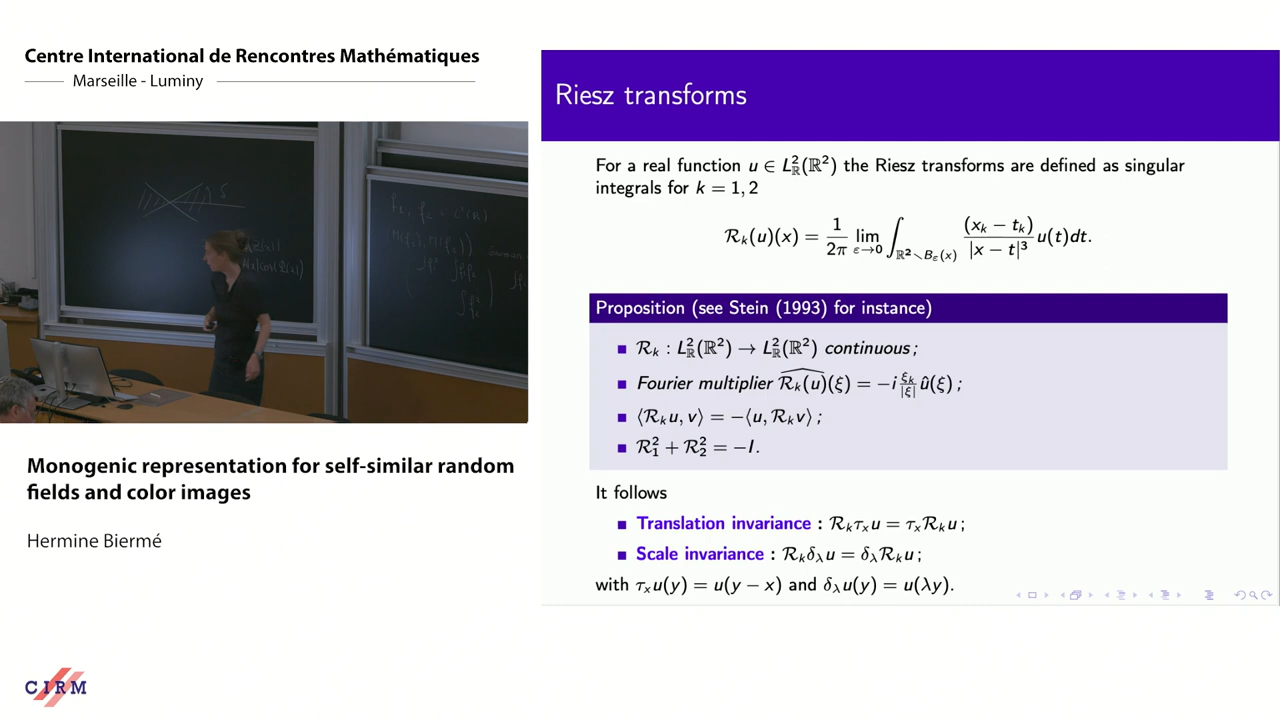 Centre International de Rencontres Mathématiques
Marseille - Luminy
Monogenic representation for self-similar random
fields and color images
Hermine Biermé
CIRM
Riesz transforms
For a real function u ∈ L²_ℝ(ℝ²) the Riesz transforms are defined as singular
integrals for k = 1, 2
ℛ_k(u)(x) = 1/2π lim_{ε→0} ∫_{ℝ²∖B_ε(x)} (x_k − t_k)/|x − t|³ u(t)dt.
Proposition (see Stein (1993) for instance)
■ ℛ_k : L²_ℝ(ℝ²) → L²_ℝ(ℝ²) continuous ;
■ Fourier multiplier \widehat{ℛ_k(u)}(ξ) = −i ξ_k/|ξ| û(ξ) ;
■ ⟨ℛ_k u, v⟩ = −⟨u, ℛ_k v⟩ ;
■ ℛ₁² + ℛ₂² = −I.
It follows
■ Translation invariance : ℛ_k τ_x u = τ_x ℛ_k u ;
■ Scale invariance : ℛ_k δ_λ u = δ_λ ℛ_k u ;
with τ_x u(y) = u(y − x) and δ_λ u(y) = u(λy).